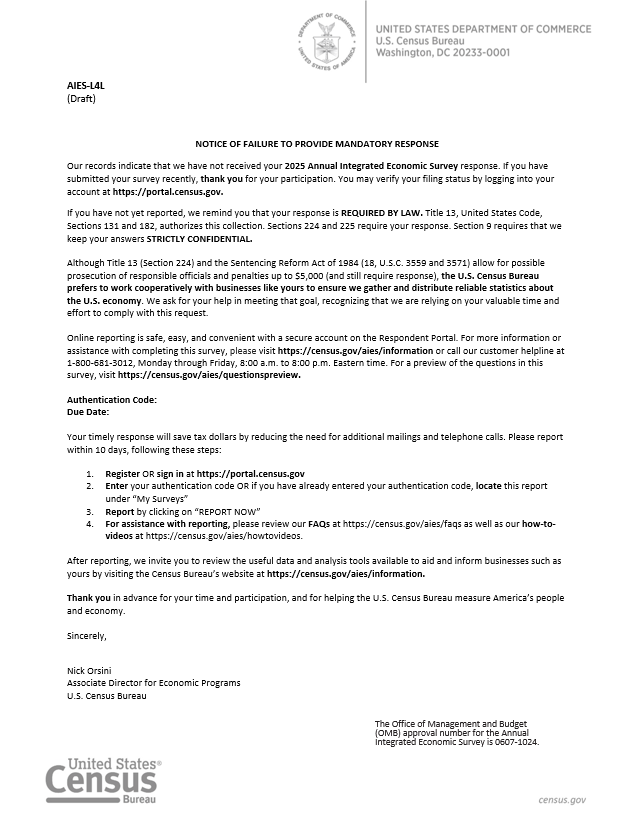 DEPARTMENT OF COMMERCE
UNITED STATES OF AMERICA
UNITED STATES DEPARTMENT OF COMMERCE
U.S. Census Bureau
Washington, DC 20233-0001
AIES-L4L
(Draft)
NOTICE OF FAILURE TO PROVIDE MANDATORY RESPONSE
Our records indicate that we have not received your 2025 Annual Integrated Economic Survey response. If you have
submitted your survey recently, thank you for your participation. You may verify your filing status by logging into your
account at https://portal.census.gov.
If you have not yet reported, we remind you that your response is REQUIRED BY LAW. Title 13, United States Code,
Sections 131 and 182, authorizes this collection. Sections 224 and 225 require your response. Section 9 requires that we
keep your answers STRICTLY CONFIDENTIAL.
Although Title 13 (Section 224) and the Sentencing Reform Act of 1984 (18, U.S.C. 3559 and 3571) allow for possible
prosecution of responsible officials and penalties up to $5,000 (and still require response), the U.S. Census Bureau
prefers to work cooperatively with businesses like yours to ensure we gather and distribute reliable statistics about
the U.S. economy. We ask for your help in meeting that goal, recognizing that we are relying on your valuable time and
effort to comply with this request.
Online reporting is safe, easy, and convenient with a secure account on the Respondent Portal. For more information or
assistance with completing this survey, please visit https://census.gov/aies/information or call our customer helpline at
1-800-681-3012, Monday through Friday, 8:00 a.m. to 8:00 p.m. Eastern time. For a preview of the questions in this
survey, visit https://census.gov/aies/questionspreview.
Authentication Code:
Due Date:
Your timely response will save tax dollars by reducing the need for additional mailings and telephone calls. Please report
within 10 days, following these steps:
1. Register OR sign in at https://portal.census.gov
2. Enter your authentication code OR if you have already entered your authentication code, locate this report
under “My Surveys”
3. Report by clicking on “REPORT NOW”
4. For assistance with reporting, please review our FAQs at https://census.gov/aies/faqs as well as our how-to-
videos at https://census.gov/aies/howtovideos.
After reporting, we invite you to review the useful data and analysis tools available to aid and inform businesses such as
yours by visiting the Census Bureau’s website at https://census.gov/aies/information.
Thank you in advance for your time and participation, and for helping the U.S. Census Bureau measure America’s people
and economy.
Sincerely,
Nick Orsini
Associate Director for Economic Programs
U.S. Census Bureau
The Office of Management and Budget
(OMB) approval number for the Annual
Integrated Economic Survey is 0607-1024.
United States®
Census
Bureau
census.gov